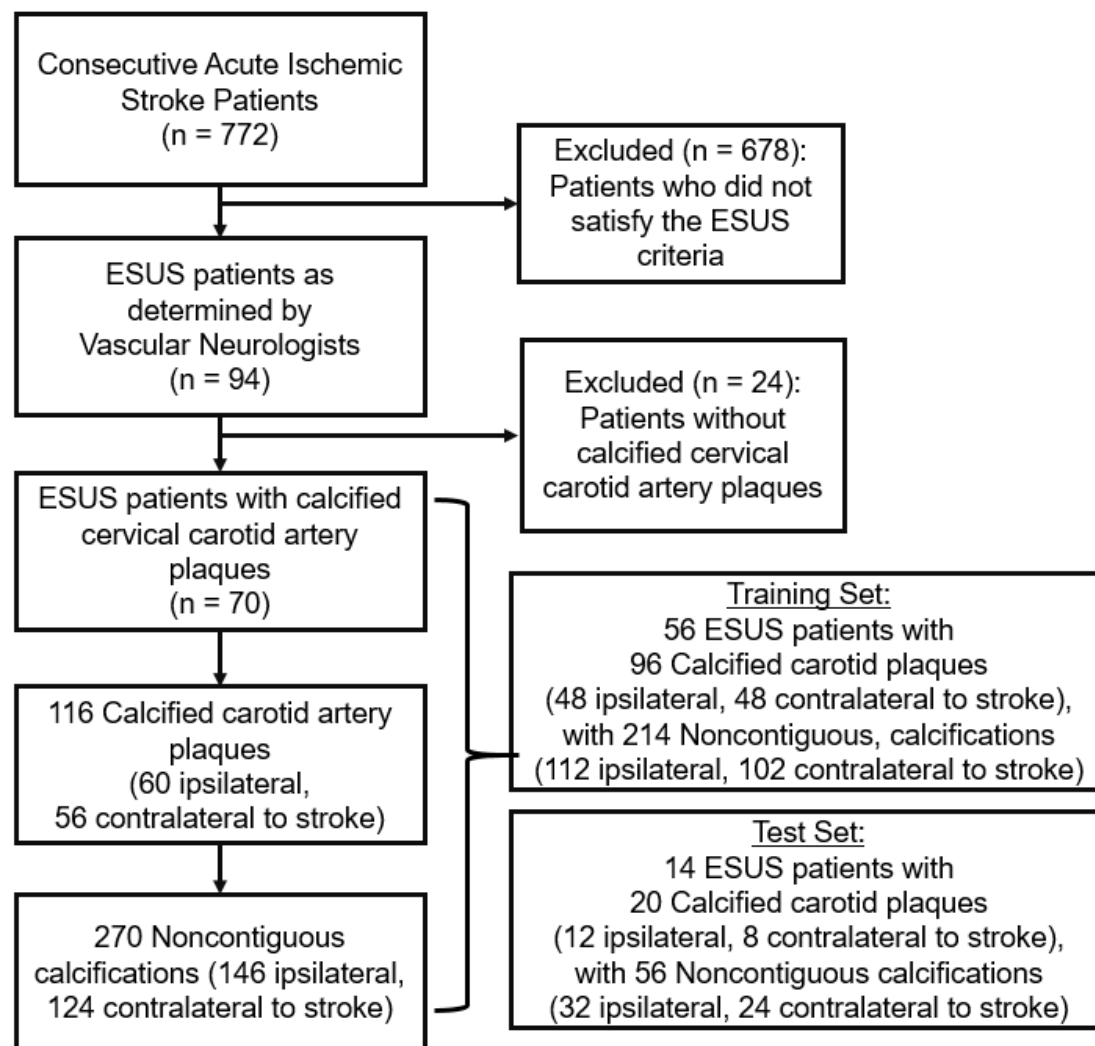 Consecutive Acute Ischemic
Stroke Patients
(n = 772)
Excluded (n = 678):
Patients who did not
satisfy the ESUS
criteria
ESUS patients as
determined by
Vascular Neurologists
(n = 94)
Excluded (n = 24):
Patients without
calcified cervical
carotid artery plaques
ESUS patients with calcified
cervical carotid artery
plaques
(n = 70)
116 Calcified carotid artery
plaques
(60 ipsilateral,
56 contralateral to stroke)
270 Noncontiguous
calcifications (146 ipsilateral,
124 contralateral to stroke)
Training Set:
56 ESUS patients with
96 Calcified carotid plaques
(48 ipsilateral, 48 contralateral to stroke),
with 214 Noncontiguous, calcifications
(112 ipsilateral, 102 contralateral to stroke)
Test Set:
14 ESUS patients with
20 Calcified carotid plaques
(12 ipsilateral, 8 contralateral to stroke),
with 56 Noncontiguous calcifications
(32 ipsilateral, 24 contralateral to stroke)